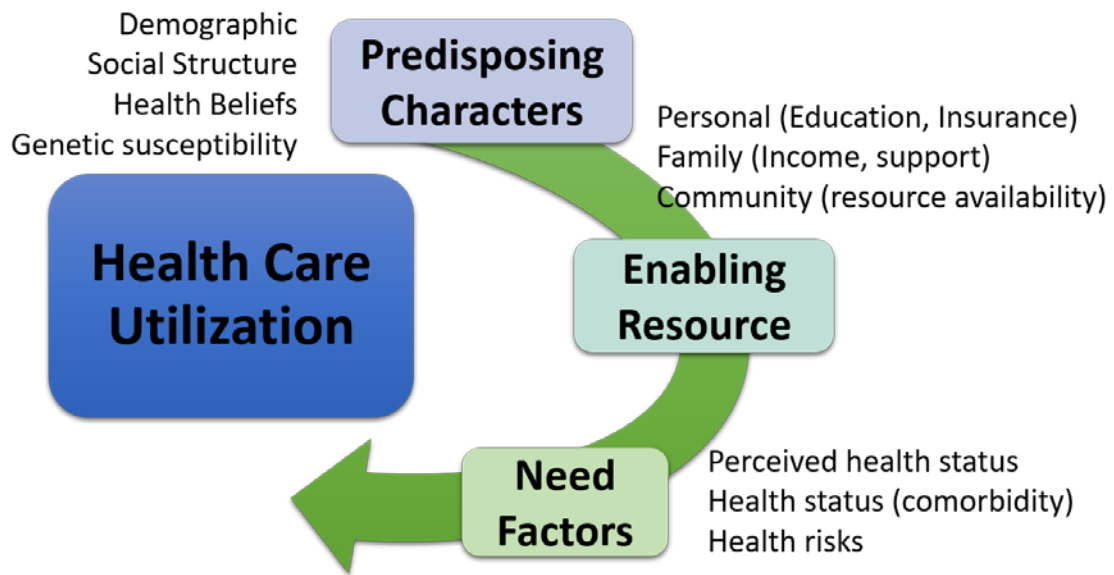 Demographic
Social Structure
Health Beliefs
Genetic susceptibility
Predisposing
Characters
Personal (Education, Insurance)
Family (Income, support)
Community (resource availability)
Health Care
Utilization
Enabling
Resource
Need
Factors
Perceived health status
Health status (comorbidity)
Health risks